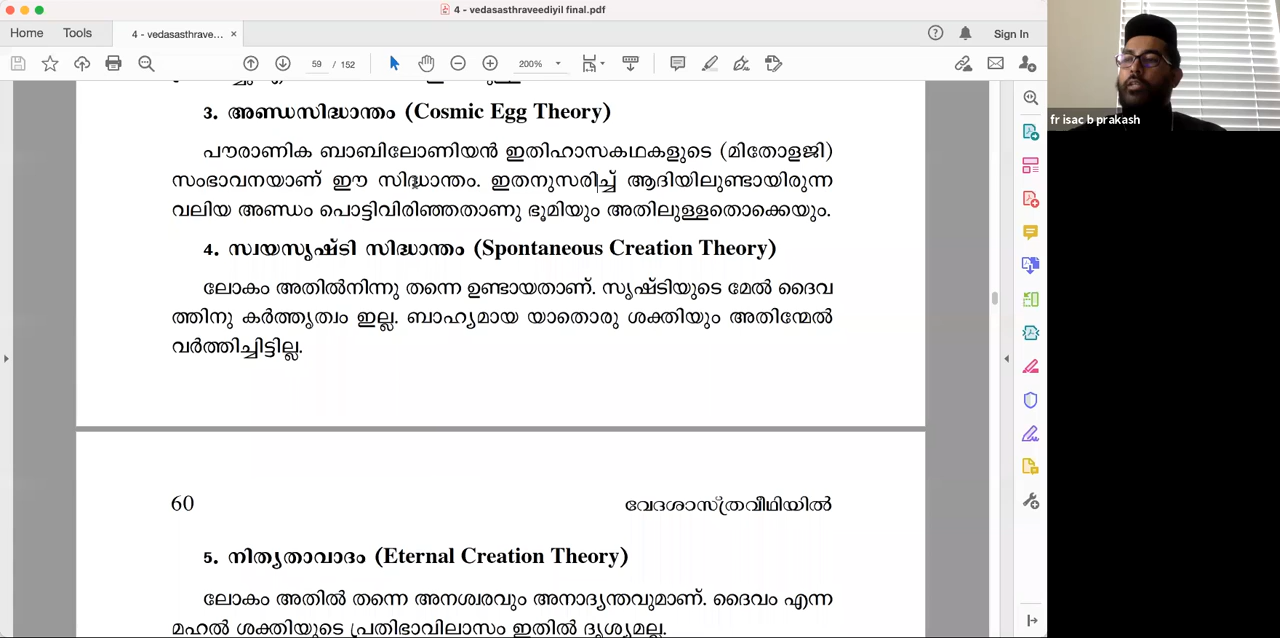 4 - vedasasthraveediyil final.pdf
Home Tools 4 - vedasasthrave... × Sign In
59 / 152 200%
3. അണ്ഡസിദ്ധാന്തം (Cosmic Egg Theory)
പൗരാണിക ബാബിലോണിയൻ ഇതിഹാസകഥകളുടെ (മിതോളജി)
സംഭാവനയാണ് ഈ സിദ്ധാന്തം. ഇതനുസരിച്ച് ആദിയിലുണ്ടായിരുന്ന
വലിയ അണ്ഡം പൊട്ടിവിരിഞ്ഞതാണു ഭൂമിയും അതിലുള്ളതൊക്കെയും.
4. സ്വയസൃഷ്ടി സിദ്ധാന്തം (Spontaneous Creation Theory)
ലോകം അതിൽനിന്നു തന്നെ ഉണ്ടായതാണ്. സൃഷ്ടിയുടെ മേൽ ദൈവ
ത്തിനു കർത്തൃത്വം ഇല്ല. ബാഹ്യമായ യാതൊരു ശക്തിയും അതിന്മേൽ
വർത്തിച്ചിട്ടില്ല.
60 വേദശാസ്ത്രവീഥിയിൽ
5. നിത്യതാവാദം (Eternal Creation Theory)
ലോകം അതിൽ തന്നെ അനശ്വരവും അനാദ്യന്തവുമാണ്. ദൈവം എന്ന
മഹൽ ശക്തിയുടെ പ്രതിഭാവിലാസം ഇതിൽ ദൃശ്യമല്ല.
fr isac b prakash